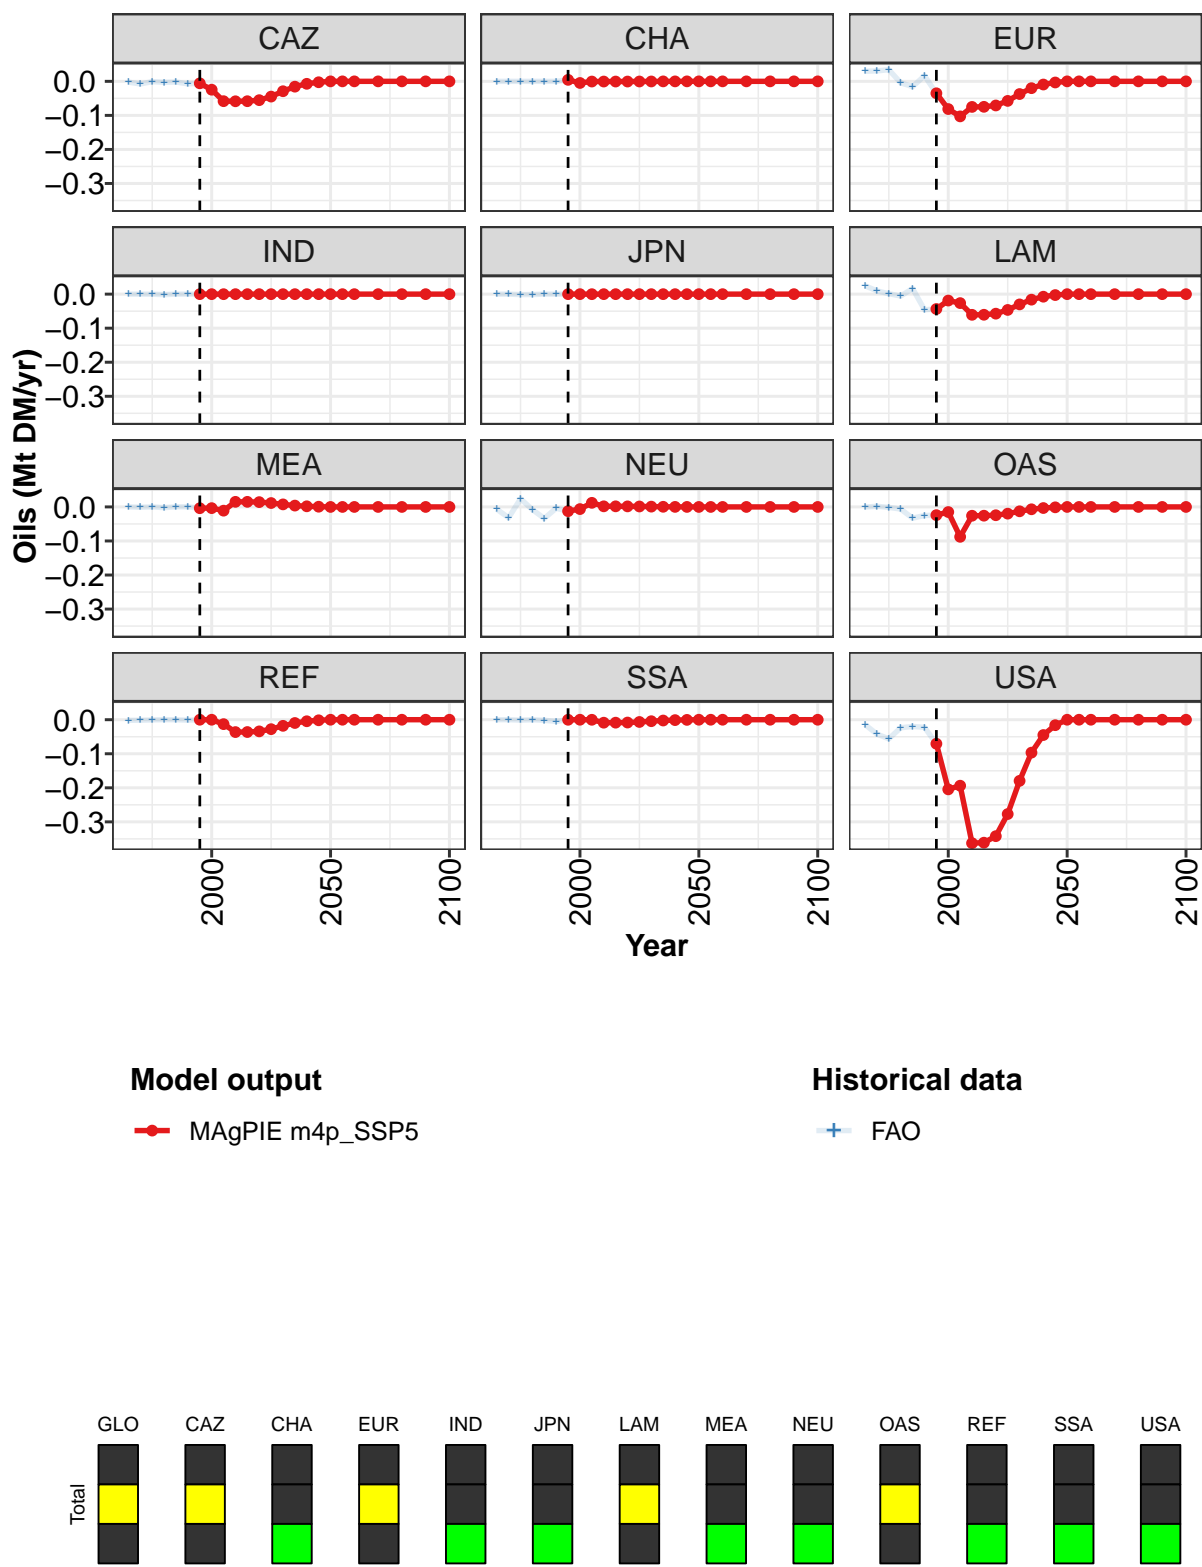 CAZ CHA EUR
0.0
−0.1
−0.2
−0.3
IND JPN LAM
0.0
−0.1
−0.2
−0.3
MEA NEU OAS
0.0
−0.1
−0.2
−0.3
REF SSA USA
0.0
−0.1
−0.2
−0.3
Oils (Mt DM/yr)
2000 2050 2100 2000 2050 2100 2000 2050 2100
Year
Model output Historical data
MAgPIE m4p_SSP5 FAO
GLO CAZ CHA EUR IND JPN LAM MEA NEU OAS REF SSA USA
Total